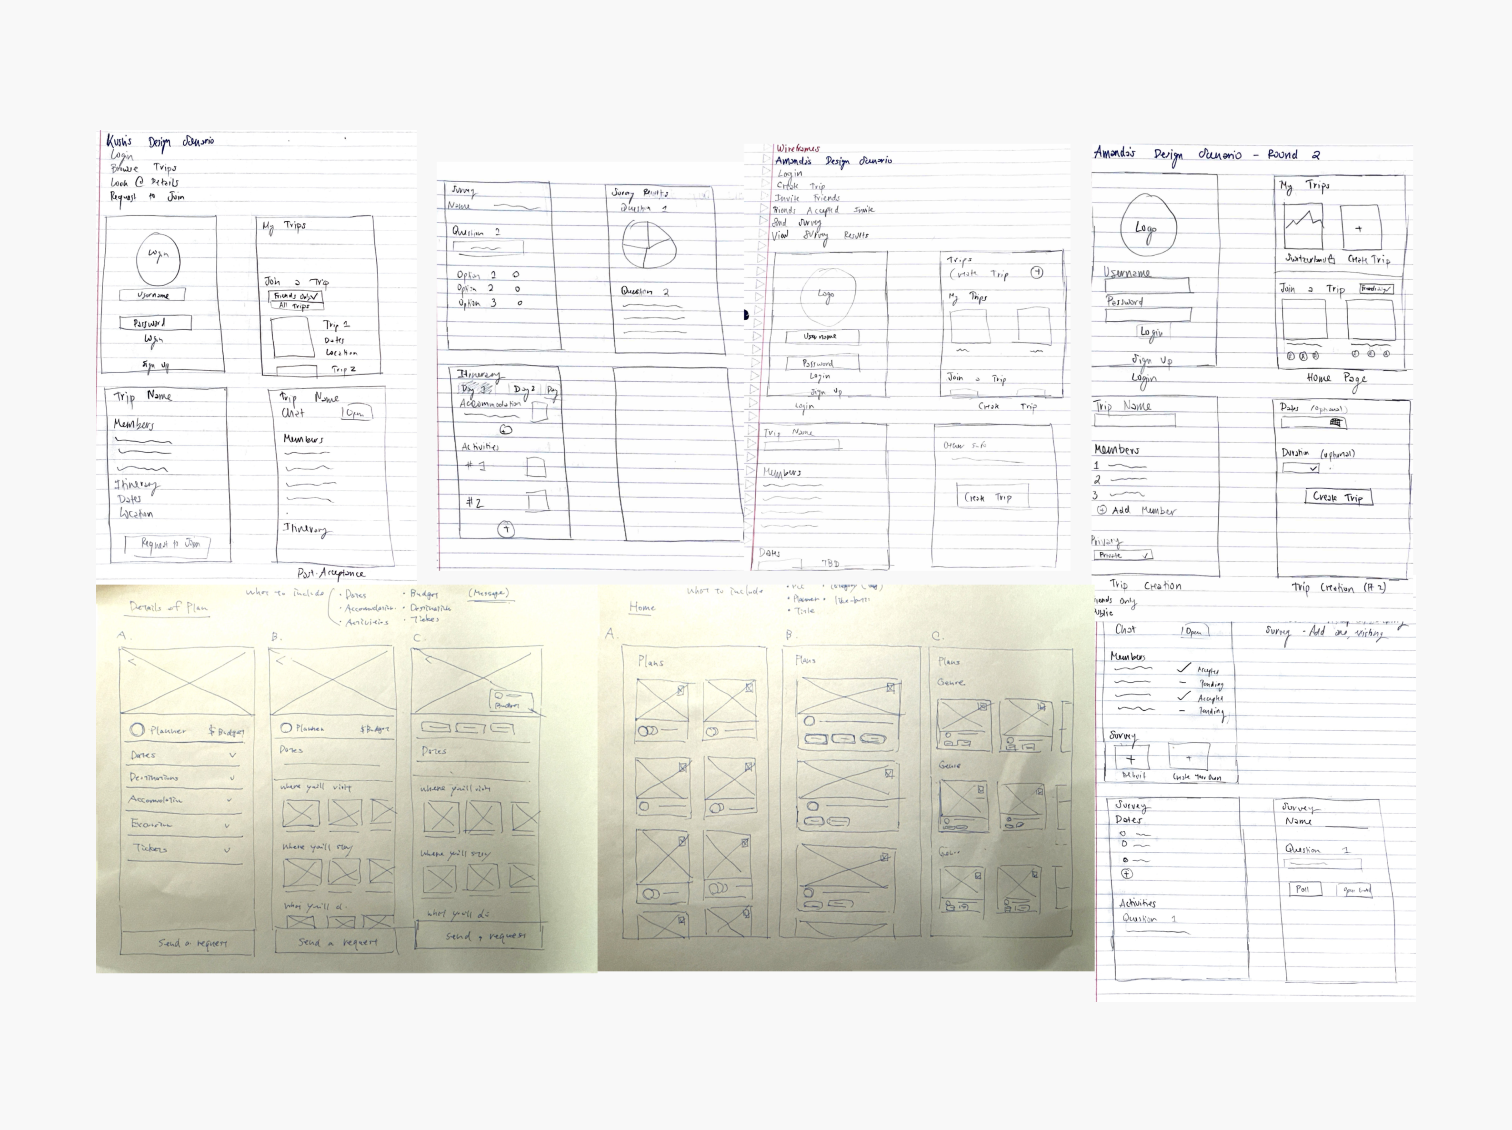 Kush's Design Scenario
Login
Browse Trips
Look @ Details
Request to Join
Login
Username
Password
Login
Sign Up
My Trips
Join a Trip
Friends Only
All Trips
Trip 1
Dates
Location
Trip 2
Trip Name
Members
Itinerary
Dates
Location
Request to Join
Trip Name
Chat Open
Members
Itinerary
Post-Acceptance
Survey
Name
Question 1
Option 1
Option 2
Option 3
Survey Results
Question 1
Question 2
Itinerary
Day 1 Day 2 Day
Accommodation
Activities
#1
#2
Wireframes
Amanda's Design Scenario
Login
Create Trip
Invite Friends
Friends Accepted Invite
Send Survey
View Survey Results
Logo
Username
Password
Login
Sign Up
Login
Trips
Create Trip +
My Trips
Join a Trip
Create Trip
Trip Name
Members
Dates
TBD
Other Info
Create Trip
Amanda's Design Scenario - Round 2
Logo
Username
Password
Login
Sign Up
Login
My Trips
+
Switzerland
Create Trip
Join a Trip
Home Page
Trip Name
Members
1
2
3
+ Add Member
Privacy
Private
Trip Creation
Dates (optional)
Duration (optional)
Create Trip
Trip Creation (Pt 2)
Chat Open
Members
Accepted
Pending
Accepted
Pending
Survey
+
+
Default
Create Your Own
Survey - Add one, existing
Survey
Dates
Activities
Question 1
Survey
Name
Question 1
Poll
Details of Plan
What to include
• Dates
• Accommodation
• Activities
• Budget
• Destination
• Tickets
(Message)
A.
Planner $ Budget
Dates
Destinations
Accomodation
Tickets
Send a request
B.
Planner $ Budget
Dates
Where you'll visit
Where you'll stay
What you'll do
Send a request
C.
Dates
Where you'll visit
Where you'll stay
What you'll do
Send a request
Home
What to include
• Planner
• Title
A.
Plans
B.
Plans
C.
Plans
Genre
Genre
Genre